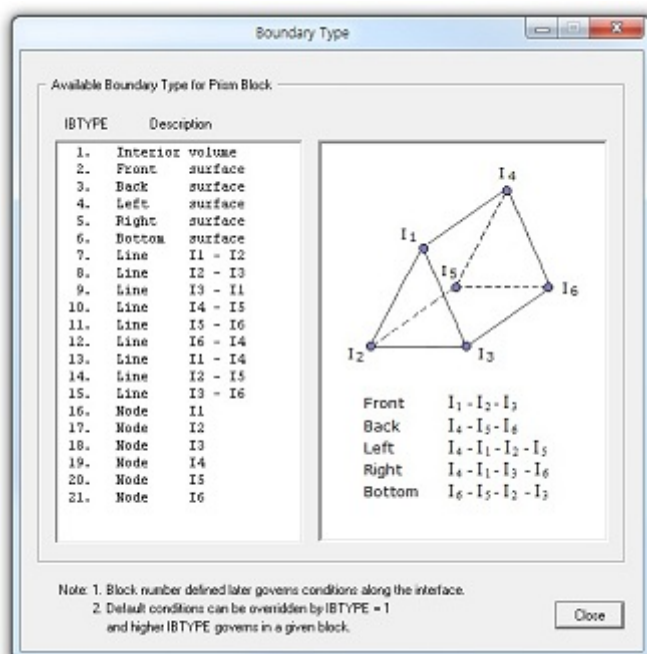 Boundary Type
Available Boundary Type for Prism Block
IBTYPE Description
1. Interior volume
2. Front surface
3. Back surface
4. Left surface
5. Right surface
6. Bottom surface
7. Line I1 - I2
8. Line I2 - I3
9. Line I3 - I1
10. Line I4 - I5
11. Line I5 - I6
12. Line I6 - I4
13. Line I1 - I4
14. Line I2 - I5
15. Line I3 - I6
16. Node I1
17. Node I2
18. Node I3
19. Node I4
20. Node I5
21. Node I6
I4
I1
I5
I6
I2
I3
Front I1 - I2 - I3
Back I4 - I5 - I6
Left I4 - I1 - I2 - I5
Right I4 - I1 - I3 - I6
Bottom I6 - I5 - I2 - I3
Note: 1. Block number defined later governs conditions along the interface.
2. Default conditions can be overridden by IBTYPE = 1
and higher IBTYPE governs in a given block.
Close